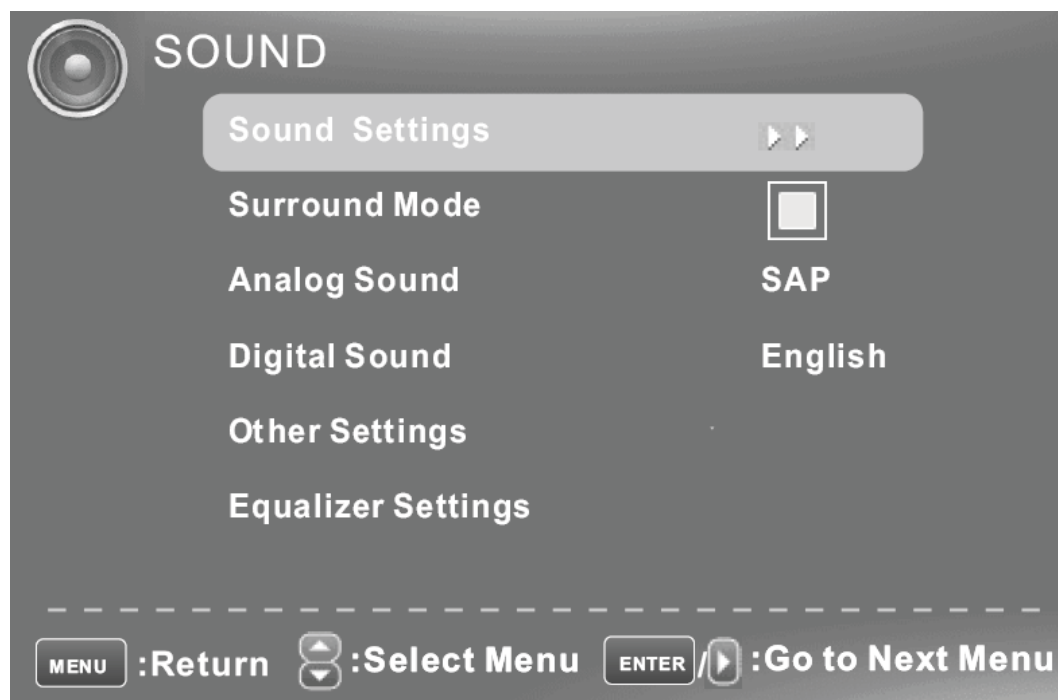 SOUND
Sound Settings
Surround Mode
Analog Sound SAP
Digital Sound English
Other Settings
Equalizer Settings
MENU :Return :Select Menu ENTER / :Go to Next Menu